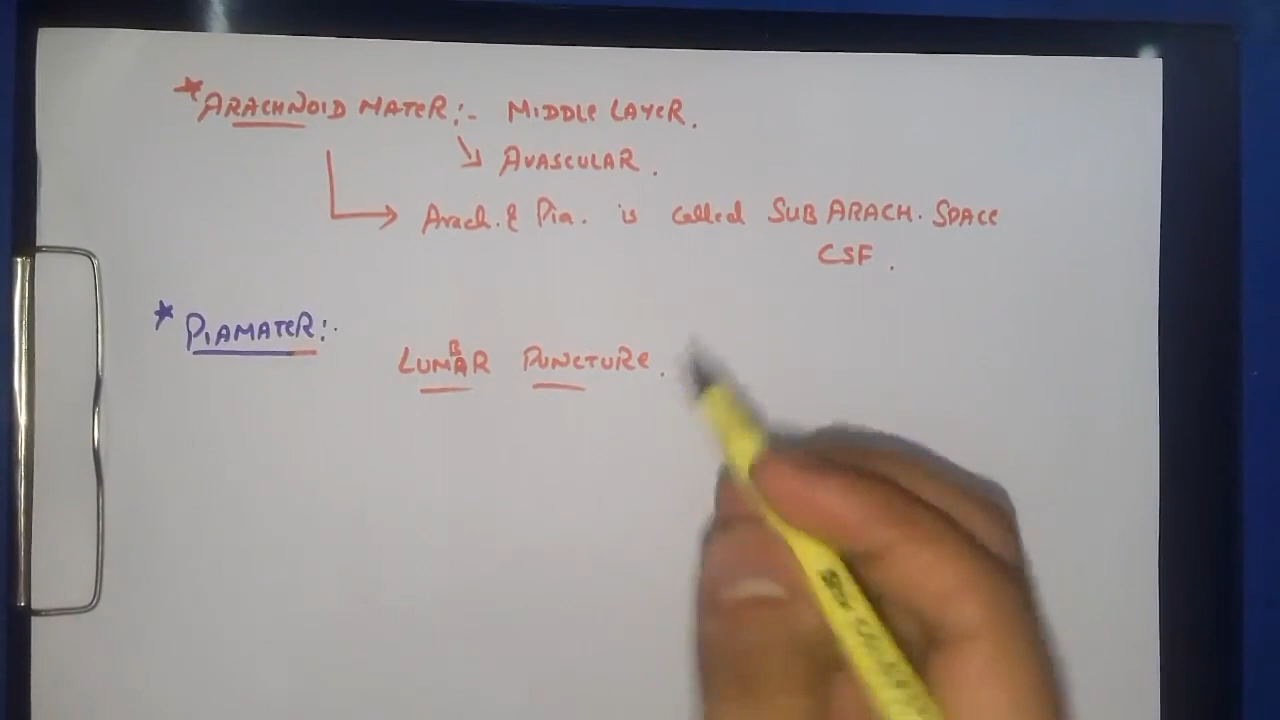 *ARACHNOID MATER:- MIDDLE LAYER.
↘ AVASCULAR.
→ Arach. & Pia. is called SUB ARACH. SPACE
CSF.
* PIAMATER:-
LUMBAR PUNCTURE.